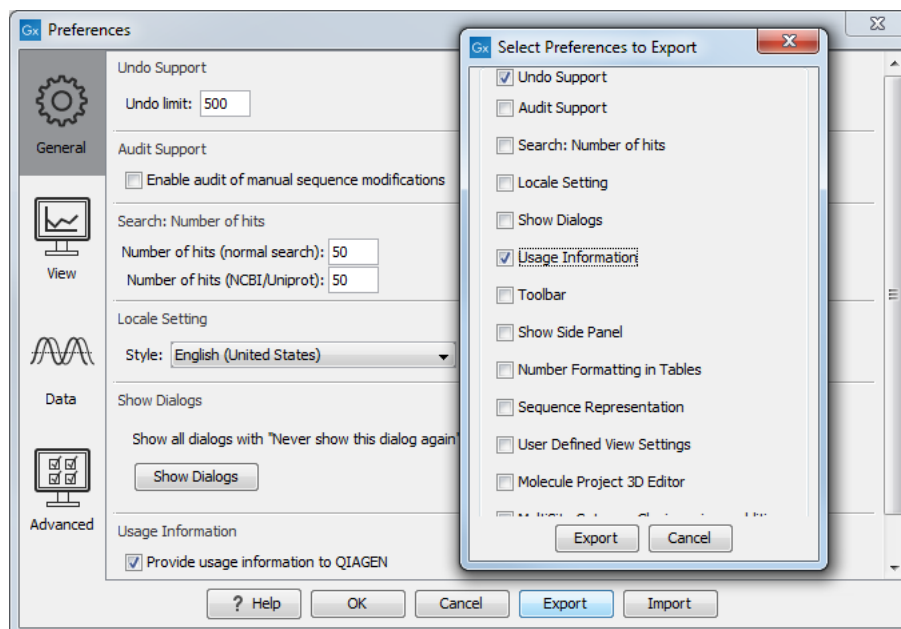 Gx Preferences
General
View
Data
Advanced
Undo Support
Undo limit: 500
Audit Support
Enable audit of manual sequence modifications
Search: Number of hits
Number of hits (normal search): 50
Number of hits (NCBI/Uniprot): 50
Locale Setting
Style: English (United States)
Show Dialogs
Show all dialogs with "Never show this dialog again"
Show Dialogs
Usage Information
Provide usage information to QIAGEN
? Help OK Cancel Export Import
Gx Select Preferences to Export
Undo Support
Audit Support
Search: Number of hits
Locale Setting
Show Dialogs
Usage Information
Toolbar
Show Side Panel
Number Formatting in Tables
Sequence Representation
User Defined View Settings
Molecule Project 3D Editor
Export Cancel